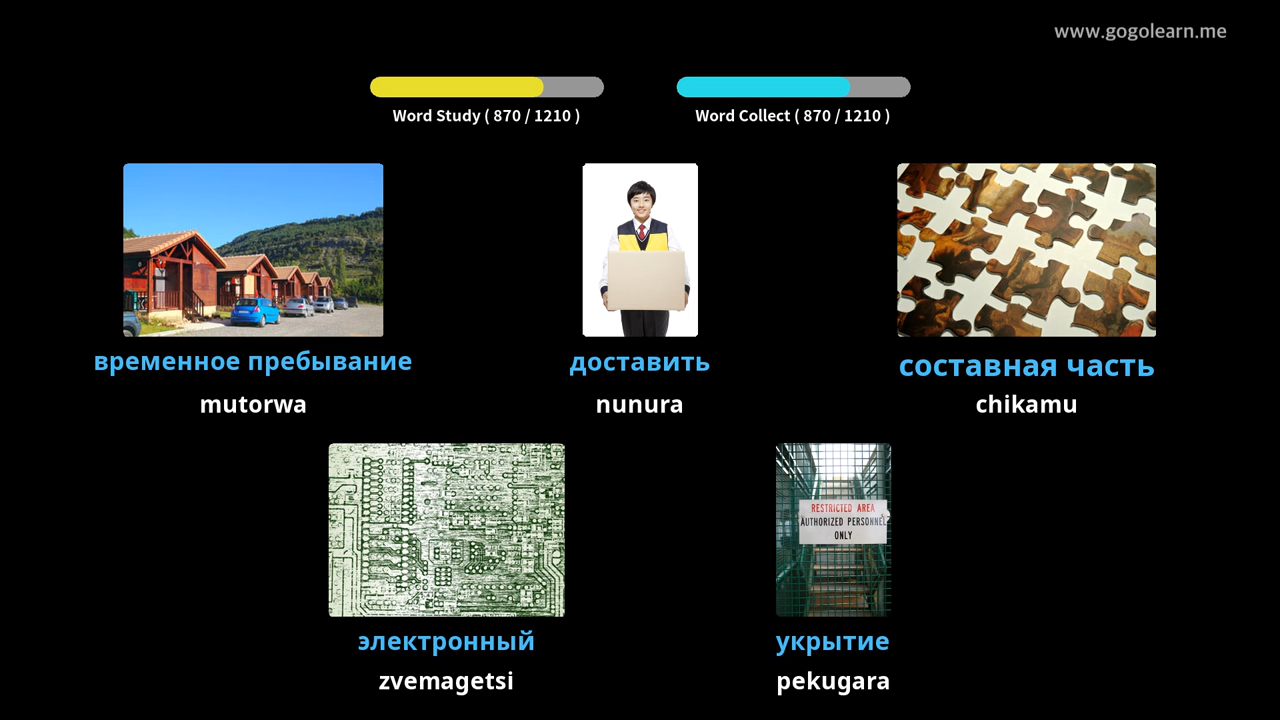 www.gogolearn.me
Word Study ( 870 / 1210 )
Word Collect ( 870 / 1210 )
временное пребывание
mutorwa
доставить
nunura
составная часть
chikamu
RESTRICTED AREA
AUTHORIZED PERSONNEL
ONLY
электронный
zvemagetsi
укрытие
pekugara